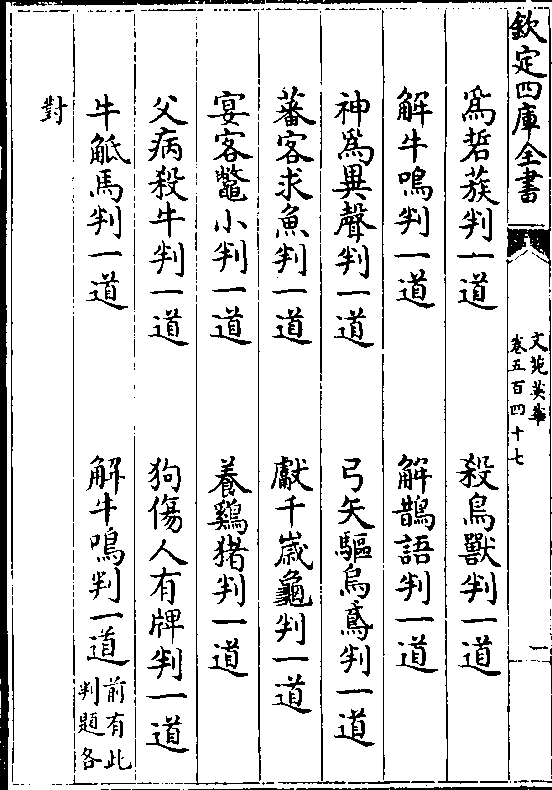 欽定四庫全書
文苑英華
卷五百四十七
一
爲硩蔟判一道 殺鳥獸判一道
解牛鳴判一道 解鵲語判一道
神爲異聲判一道 弓矢驅烏鳶判一道
蕃客求魚判一道 獻千歲龜判一道
宴客鼈小判一道 養鷄猪判一道
父病殺牛判一道 狗傷人有牌判一道
牛觝馬判一道 解牛鳴判一道 前有此
判題各
對